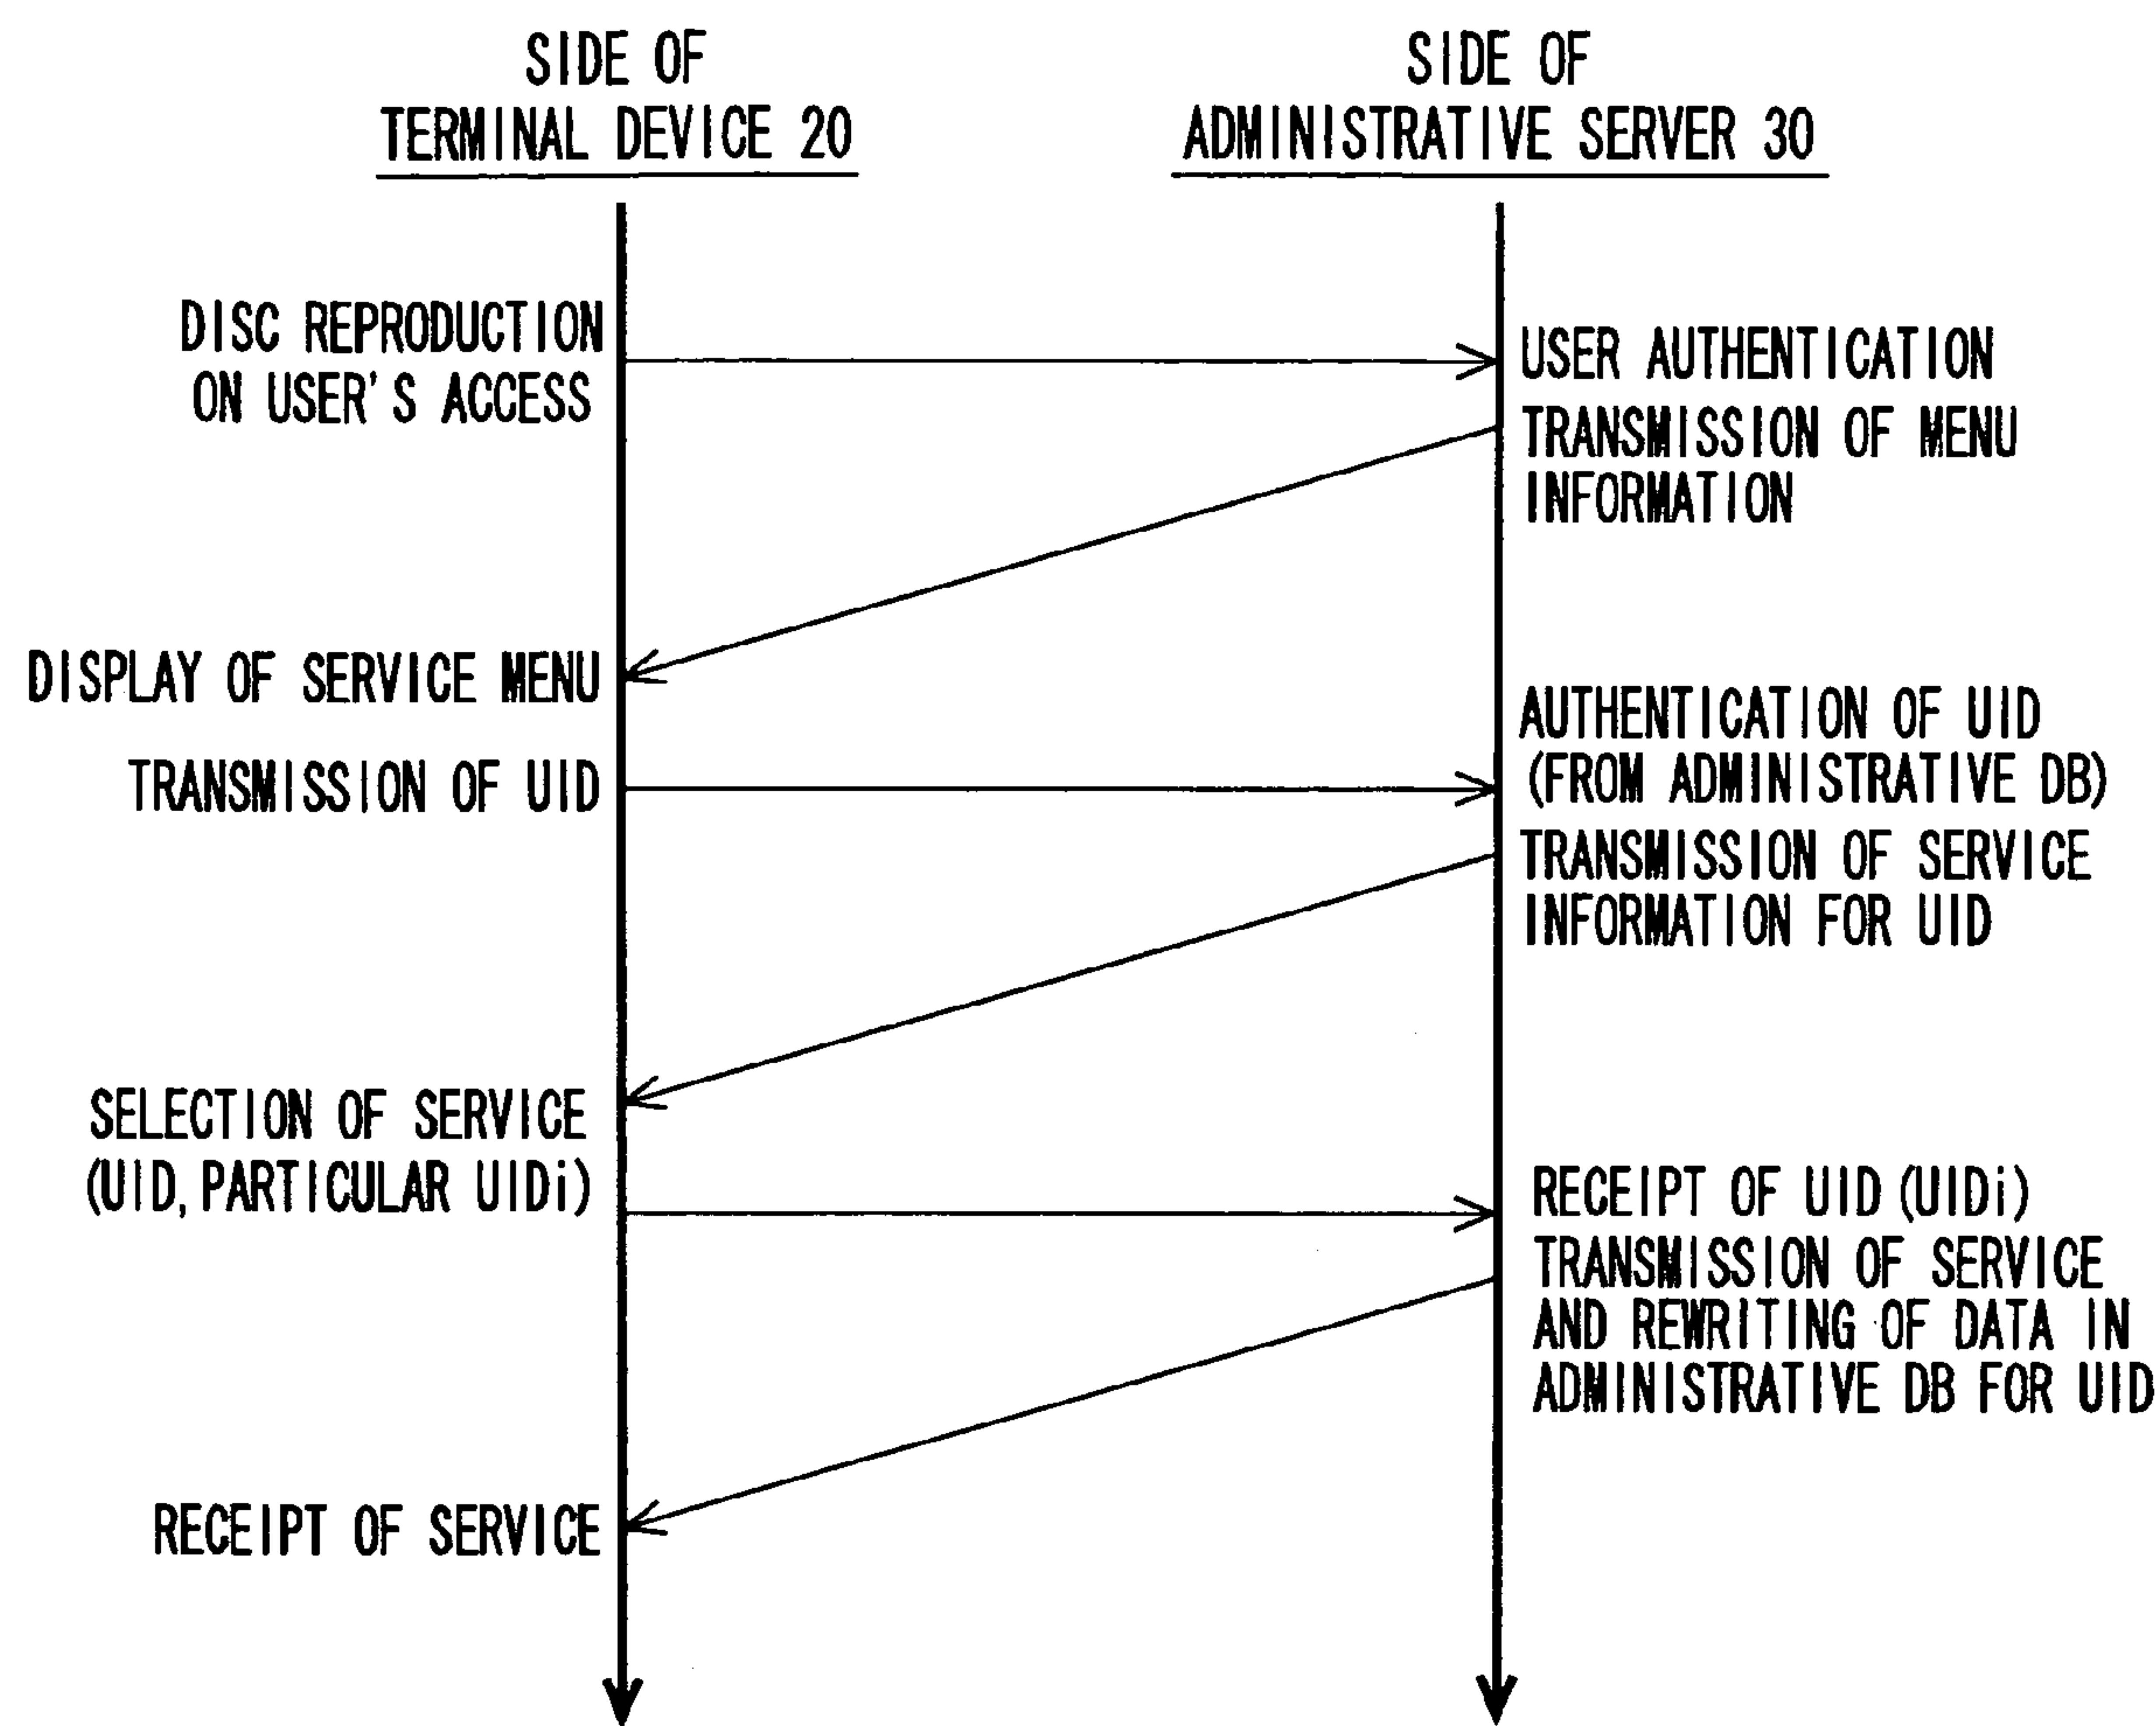 SIDE OF
TERMINAL DEVICE 20
SIDE OF
ADMINISTRATIVE SERVER 30
DISC REPRODUCTION
ON USER'S ACCESS
USER AUTHENTICATION
TRANSMISSION OF MENU
INFORMATION
DISPLAY OF SERVICE MENU
TRANSMISSION OF UID
AUTHENTICATION OF UID
(FROM ADMINISTRATIVE DB)
TRANSMISSION OF SERVICE
INFORMATION FOR UID
SELECTION OF SERVICE
(UID, PARTICULAR UIDi)
RECEIPT OF UID (UIDi)
TRANSMISSION OF SERVICE
AND REWRITING OF DATA IN
ADMINISTRATIVE DB FOR UID
RECEIPT OF SERVICE